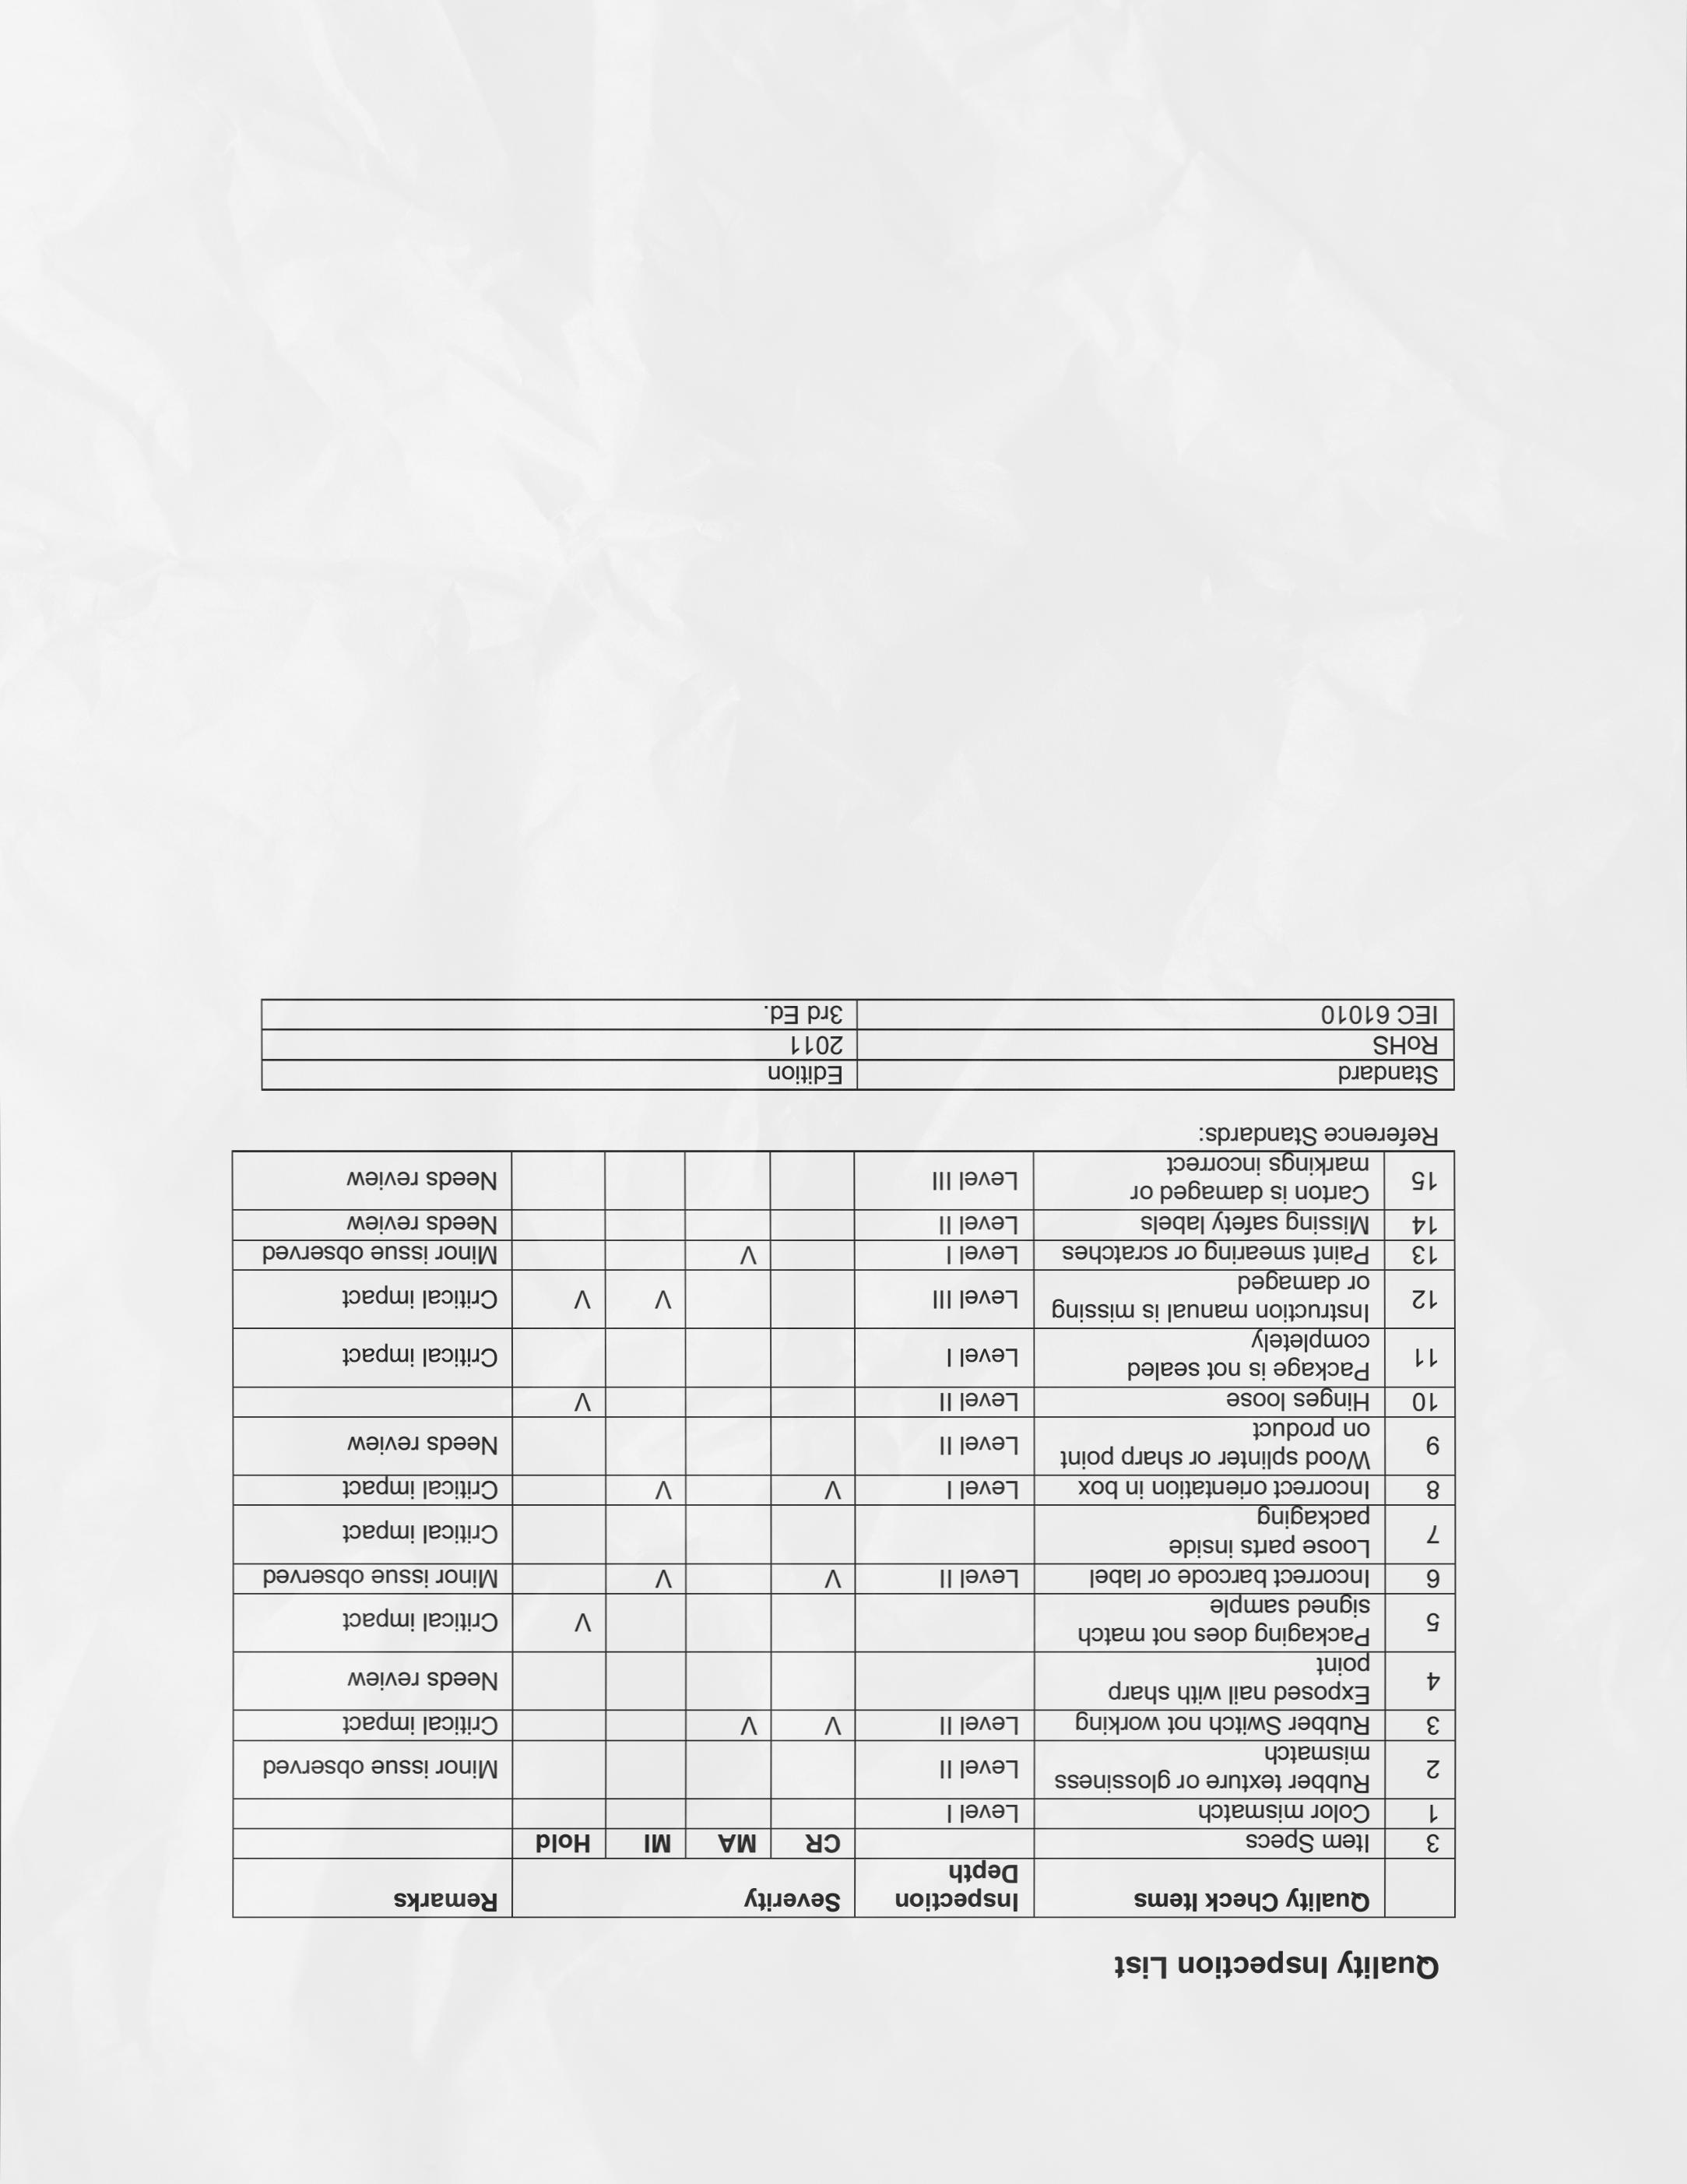 Quality Inspection List
Quality Check Items Inspection Depth Severity Remarks
3 Item Specs CR MA MI Hold
1 Color mismatch Level I
2 Rubber texture or glossiness mismatch Level II Minor issue observed
3 Rubber Switch not working Level II V V Critical impact
4 Exposed nail with sharp point Needs review
5 Packaging does not match signed sample V Critical impact
6 Incorrect barcode or label Level II V V Minor issue observed
7 Loose parts inside packaging Critical impact
8 Incorrect orientation in box Level I V V Critical impact
9 Wood splinter or sharp point on product Level II Needs review
10 Hinges loose Level II V
11 Package is not sealed completely Level I Critical impact
12 Instruction manual is missing or damaged Level III V V Critical impact
13 Paint smearing or scratches Level I V Minor issue observed
14 Missing safety labels Level II Needs review
15 Carton is damaged or markings incorrect Level III Needs review
Reference Standards:
Standard Edition
RoHS 2011
IEC 61010 3rd Ed.